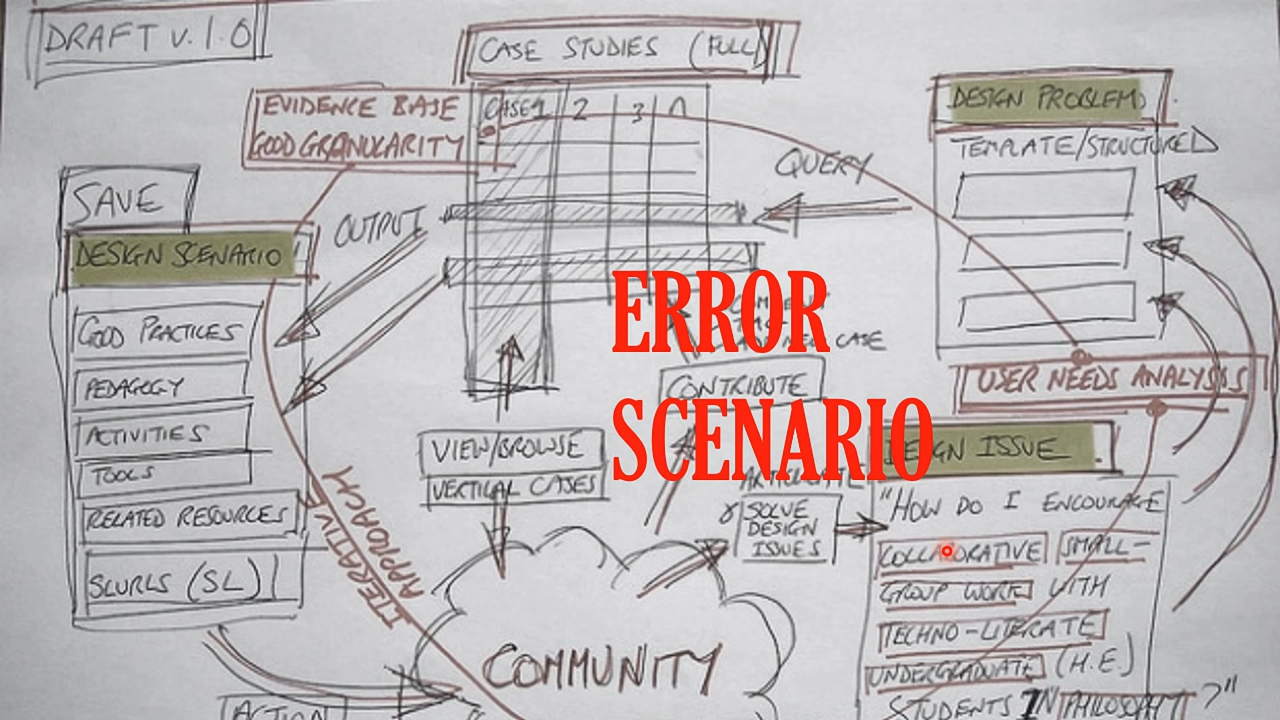 DRAFT v.1.0
CASE STUDIES (FULL)
EVIDENCE BASE
GOOD GRANULARITY
CASE 1 2 3 n
DESIGN PROBLEM
TEMPLATE/STRUCTURED
QUERY
SAVE
DESIGN SCENARIO
OUTPUT
GOOD PRACTICES
PEDAGOGY
ACTIVITIES
TOOLS
RELATED RESOURCES
SLURLS (SL)
ITERATIVE
APPROACH
ERROR
SCENARIO
CASE
CONTRIBUTE
USER NEEDS ANALYSIS
VIEW/BROWSE
VERTICAL CASES
ARTICULATE
SOLVE
DESIGN
ISSUES
DESIGN ISSUE
"HOW DO I ENCOURAGE
COLLABORATIVE SMALL-
GROUP WORK WITH
TECHNO-LITERATE
UNDERGRADUATE (H.E.)
STUDENTS IN PHILOSOPHY ?"
COMMUNITY
ACTION